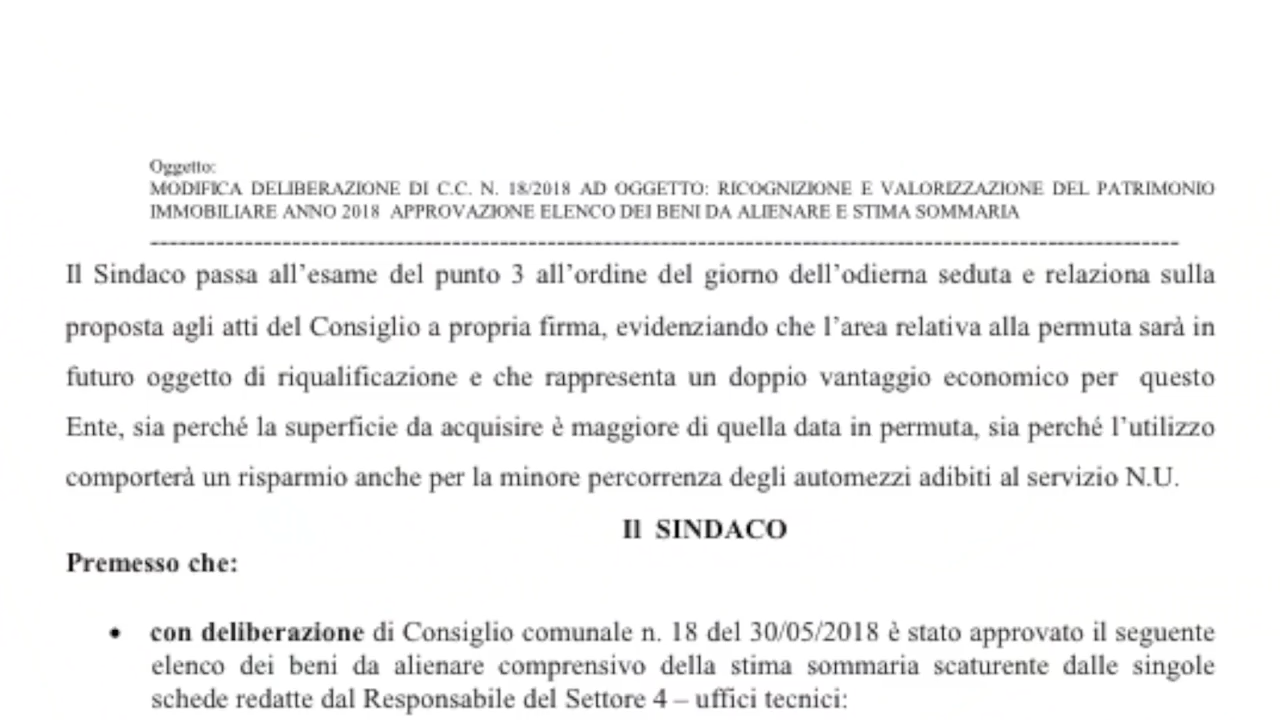 Oggetto:
MODIFICA DELIBERAZIONE DI C.C. N. 18/2018 AD OGGETTO: RICOGNIZIONE E VALORIZZAZIONE DEL PATRIMONIO
IMMOBILIARE ANNO 2018 APPROVAZIONE ELENCO DEI BENI DA ALIENARE E STIMA SOMMARIA
--------------------------------------------------------------------------------------------------------------
Il Sindaco passa all'esame del punto 3 all'ordine del giorno dell'odierna seduta e relaziona sulla
proposta agli atti del Consiglio a propria firma, evidenziando che l'area relativa alla permuta sarà in
futuro oggetto di riqualificazione e che rappresenta un doppio vantaggio economico per questo
Ente, sia perché la superficie da acquisire è maggiore di quella data in permuta, sia perché l'utilizzo
comporterà un risparmio anche per la minore percorrenza degli automezzi adibiti al servizio N.U.
Il SINDACO
Premesso che:
• con deliberazione di Consiglio comunale n. 18 del 30/05/2018 è stato approvato il seguente
elenco dei beni da alienare comprensivo della stima sommaria scaturente dalle singole
schede redatte dal Responsabile del Settore 4 – uffici tecnici: